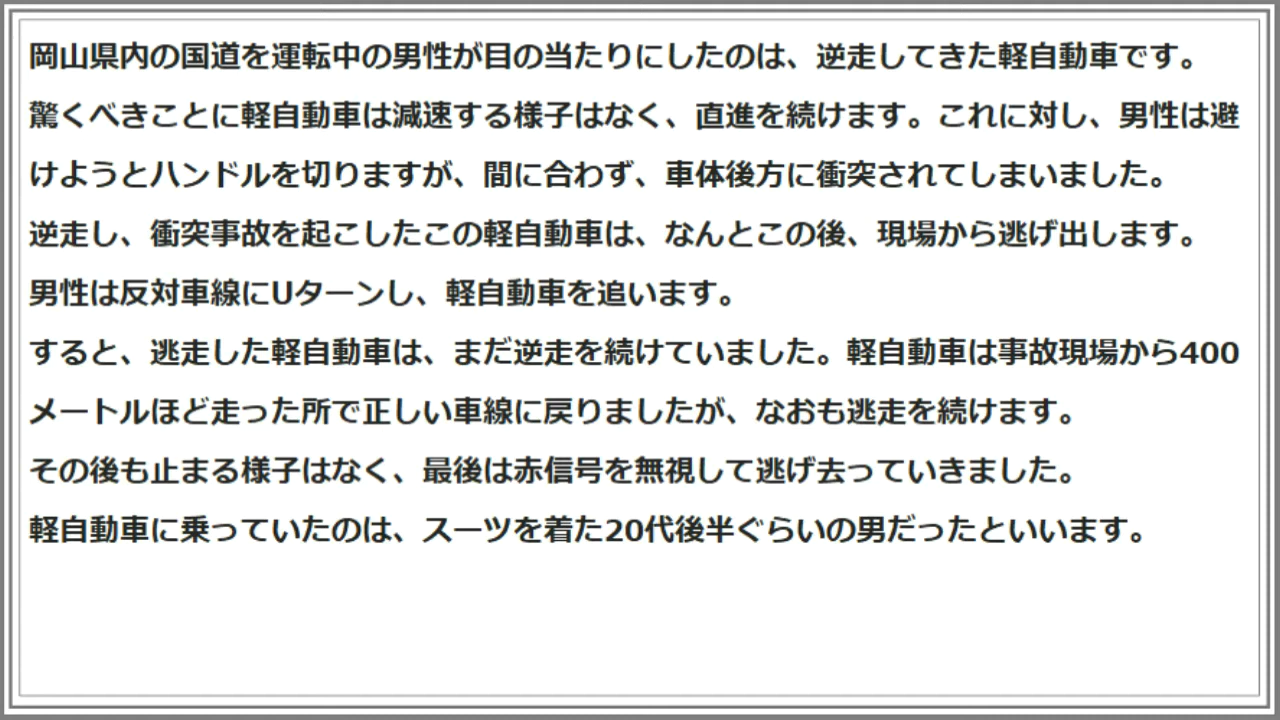 岡山県内の国道を運転中の男性が目の当たりにしたのは、逆走してきた軽自動車です。
驚くべきことに軽自動車は減速する様子はなく、直進を続けます。これに対し、男性は避
けようとハンドルを切りますが、間に合わず、車体後方に衝突されてしまいました。
逆走し、衝突事故を起こしたこの軽自動車は、なんとこの後、現場から逃げ出します。
男性は反対車線にUターンし、軽自動車を追います。
すると、逃走した軽自動車は、まだ逆走を続けていました。軽自動車は事故現場から400
メートルほど走った所で正しい車線に戻りましたが、なおも逃走を続けます。
その後も止まる様子はなく、最後は赤信号を無視して逃げ去っていきました。
軽自動車に乗っていたのは、スーツを着た20代後半ぐらいの男だったといいます。